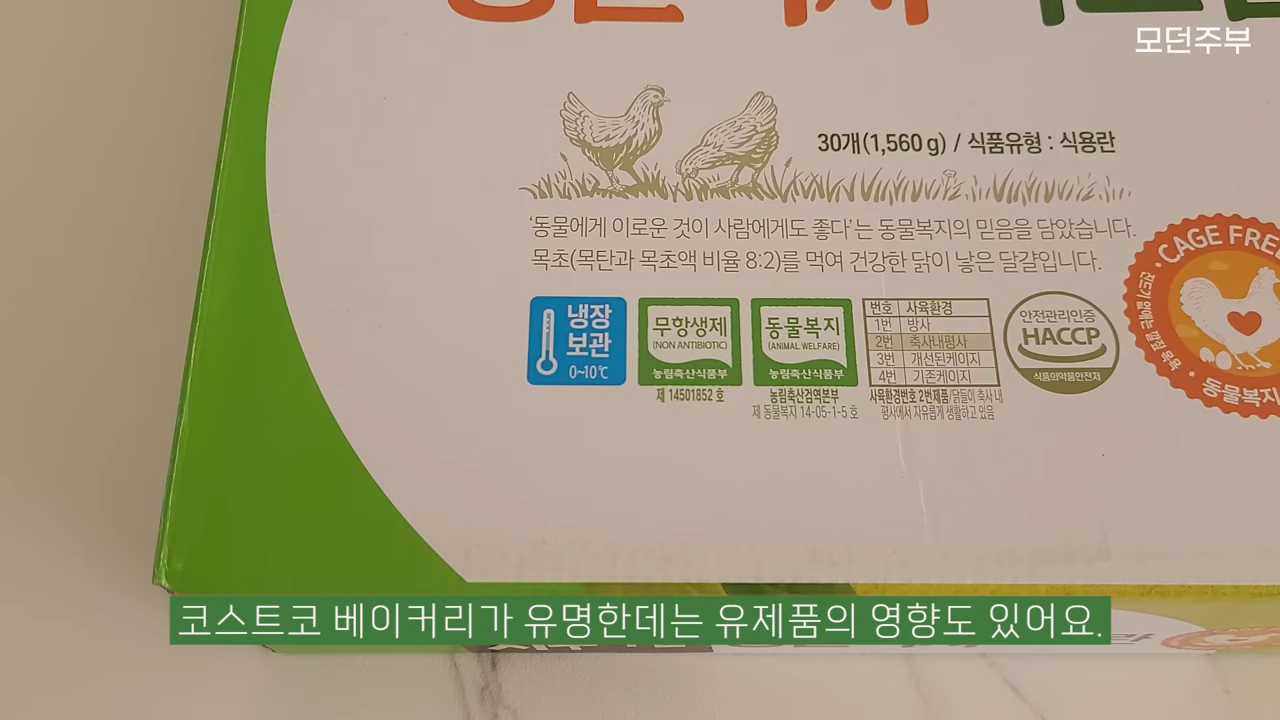 모던주부
30개(1,560 g) / 식품유형 : 식용란
'동물에게 이로운 것이 사람에게도 좋다'는 동물복지의 믿음을 담았습니다.
목초(목탄과 목초액 비율 8:2)를 먹여 건강한 닭이 낳은 달걀입니다.
냉장
보관
0~10℃
무항생제
(NON ANTIBIOTIC)
농림축산식품부
제 14501852 호
동물복지
(ANIMAL WELFARE)
농림축산식품부
농림축산검역본부
제 동물복지 14-05-1-5 호
번호 사육환경
1번 방사
2번 축사내평사
3번 개선된케이지
4번 기존케이지
사육환경번호 2번제품/닭들이 축사 내
평사에서 자유롭게 생활하고 있음
안전관리인증
HACCP
식품의약품안전처
CAGE FREE
동물복지
코스트코 베이커리가 유명한데는 유제품의 영향도 있어요.